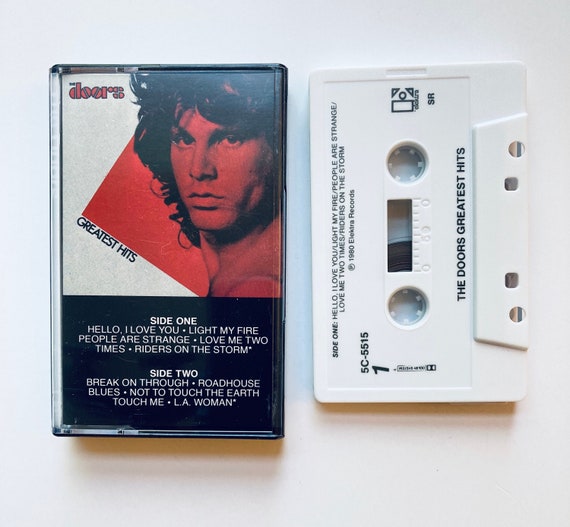 THE
doors
GREATEST HITS
SIDE ONE
HELLO, I LOVE YOU • LIGHT MY FIRE
PEOPLE ARE STRANGE • LOVE ME TWO
TIMES • RIDERS ON THE STORM*
SIDE TWO
BREAK ON THROUGH • ROADHOUSE
BLUES • NOT TO TOUCH THE EARTH
TOUCH ME • L.A. WOMAN*
SIDE ONE: HELLO, I LOVE YOU/LIGHT MY FIRE/PEOPLE ARE STRANGE/
LOVE ME TWO TIMES/RIDERS ON THE STORM
℗ 1980 Elektra Records
5C-5515
1
SR
THE DOORS GREATEST HITS